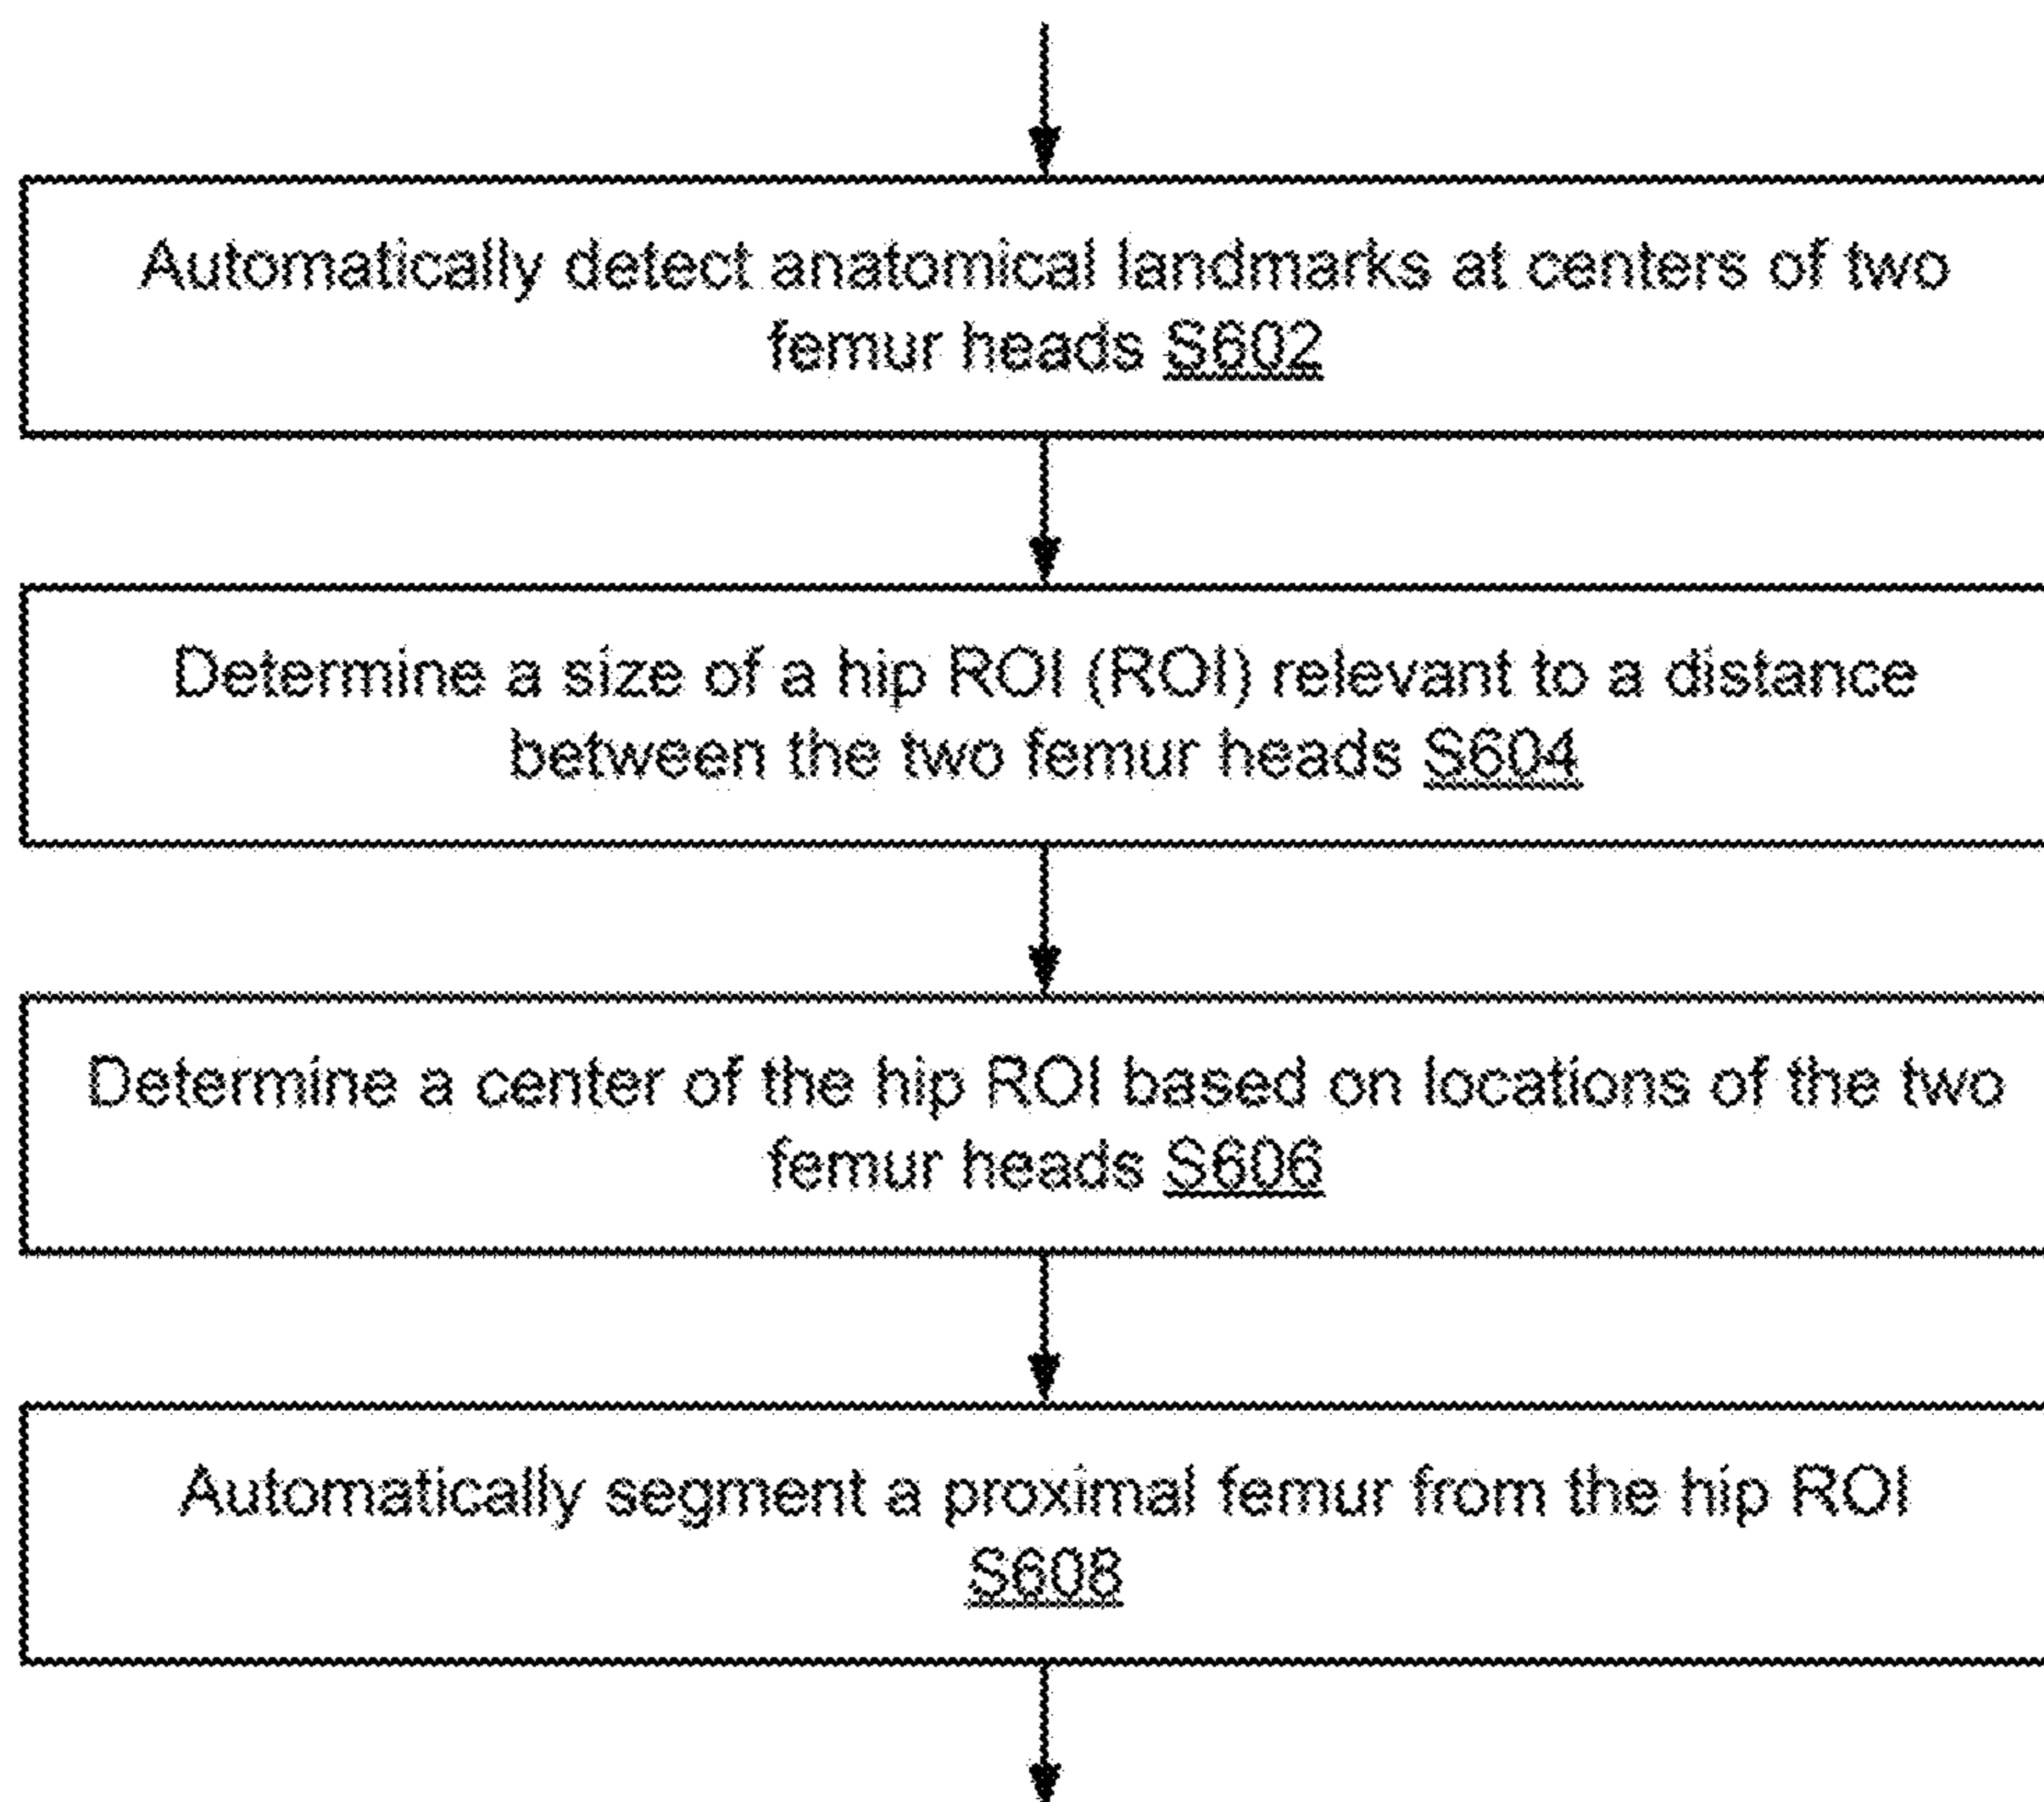 Automatically detect anatomical landmarks at centers of two
femur heads S602
Determine a size of a hip ROI (ROI) relevant to a distance
between the two femur heads S604
Determine a center of the hip ROI based on locations of the two
femur heads S606
Automatically segment a proximal femur from the hip ROI
S608